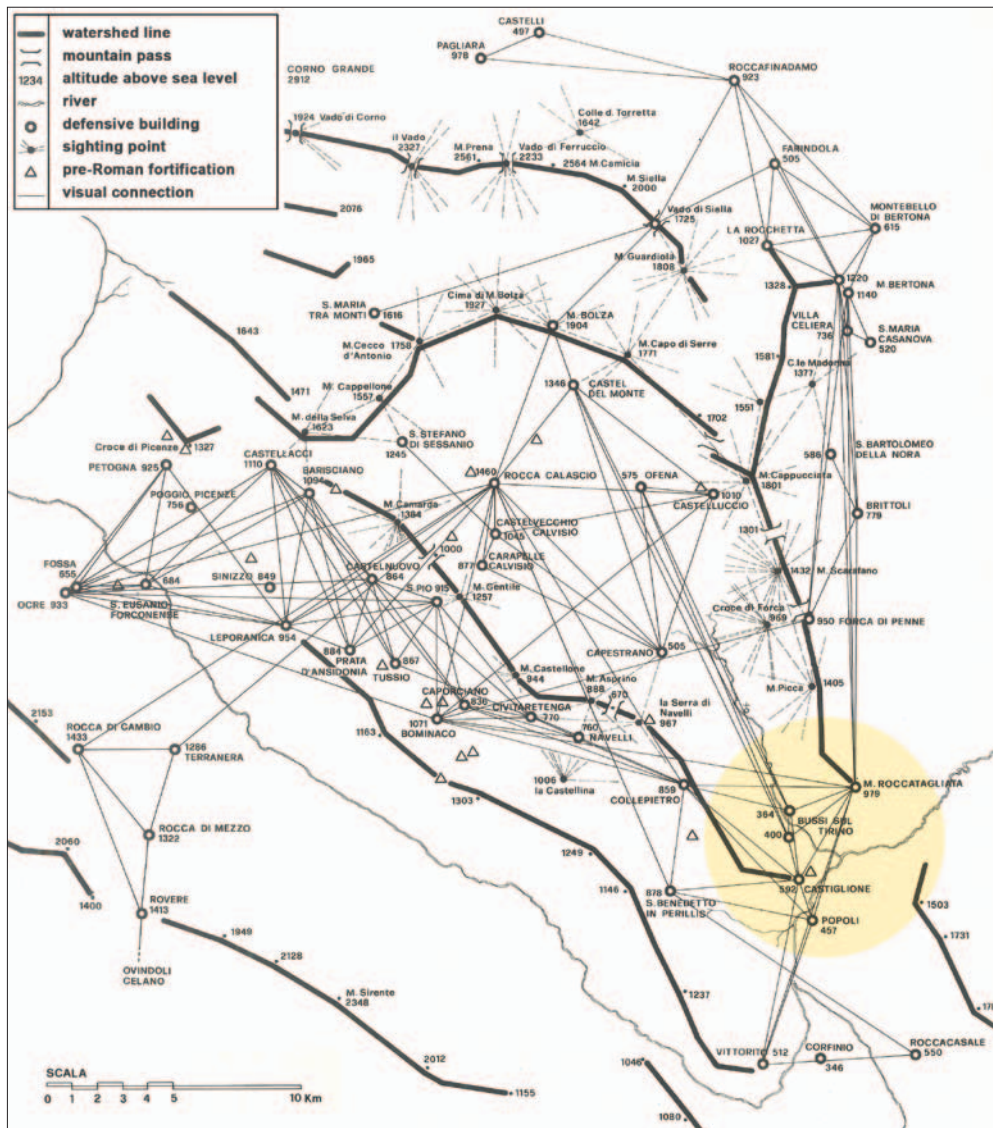 watershed line
mountain pass
1234 altitude above sea level
river
defensive building
sighting point
pre-Roman fortification
visual connection
CASTELLI
497
PAGLIARA
978
CORNO GRANDE
2912
ROCCAFINADAMO
923
1924 Vado di Corno
Colle d. Torretta
1642
il Vado
2327
M. Prena
2561
Vado di Ferruccio
2233
2564 M. Camicia
FARINDOLA
505
M. Siella
2000
2076
Vado di Siella
1725
MONTEBELLO
DI BERTONA
615
LA ROCCHETTA
1027
1965
M. Guardiola
1808
1328
1220
M. BERTONA
1140
Cima di M. Bolza
1927
S. MARIA
TRA MONTI
1616
M. BOLZA
1904
VILLA
CELIERA
736
S. MARIA
CASANOVA
520
1643
M. Cecco
d'Antonio
1758
M. Capo di Serre
1771
1581
C. le Madonne
1377
1471
M. Cappellone
1557
1346
CASTEL
DEL MONTE
1551
1702
M. della Selva
1623
S. STEFANO
DI SESSANIO
1245
Croce di Picenze
1327
PETOGNA 925
CASTELLACCI
1110
BARISCIANO
1094
1460
ROCCA CALASCIO
575 OFENA
586
S. BARTOLOMEO
DELLA NORA
M. Cappucciata
1801
1010
CASTELLUCCIO
POGGIO PICENZE
756
M. Camarda
1384
BRITTOLI
779
CASTELVECCHIO
CALVISIO
1045
1301
1000
CARAPELLE
CALVISIO
877
FOSSA
655
OCRE 933
684
S. EUSANIO
FORCONENSE
SINIZZO 849
CASTELNUOVO
864
S. PIO 915
M. Gentile
1257
1432
M. Scarafano
Croce di Forca
969
950 FORCA DI PENNE
LEPORANICA 954
884
PRATA
D'ANSIDONIA
867
TUSSIO
CAPESTRANO
505
M. Castellone
944
M. Asprino
888
670
M. Picca
1405
CAPORCIANO
836
CIVITARETENGA
770
la Serra di
Navelli
967
2153
ROCCA DI CAMBIO
1433
1286
TERRANERA
1163
1071
BOMINACO
760
NAVELLI
1006
la Castellina
859
COLLEPIETRO
M. ROCCATAGLIATA
979
1303
364
BUSSI SUL
TIRINO
400
ROCCA DI MEZZO
1322
2060
1249
1400
1146
878
S. BENEDETTO
IN PERILLIS
592
CASTIGLIONE
ROVERE
1413
POPOLI
457
1503
1949
1731
OVINDOLI
CELANO
2128
M. Sirente
2348
1237
SCALA
0 1 2 3 4 5 10 Km
2012
1155
1046
VITTORITO 512
CORFINIO
346
ROCCACASALE
550
1080